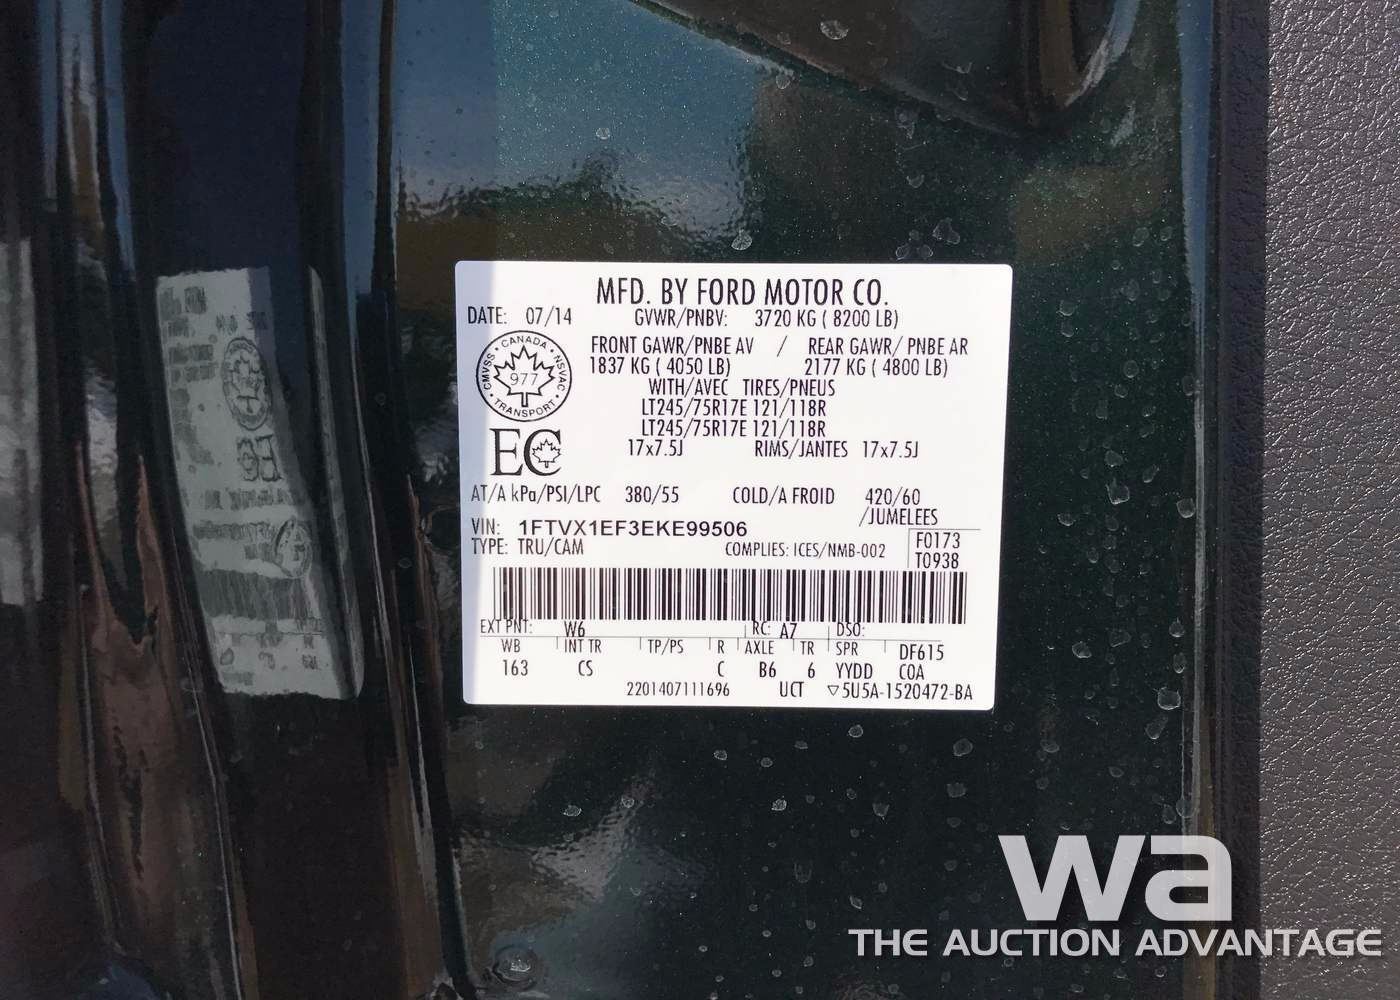 MFD. BY FORD MOTOR CO.
DATE: 07/14 GVWR/PNBV: 3720 KG ( 8200 LB)
FRONT GAWR/PNBE AV / REAR GAWR/ PNBE AR
1837 KG ( 4050 LB) 2177 KG ( 4800 LB)
WITH/AVEC TIRES/PNEUS
LT245/75R17E 121/118R
LT245/75R17E 121/118R
17x7.5J RIMS/JANTES 17x7.5J
CANADA
CMVSS NSVAC
977
TRANSPORT
EC
AT/A kPa/PSI/LPC 380/55 COLD/A FROID 420/60
/JUMELEES
VIN: 1FTVX1EF3EKE99506
TYPE: TRU/CAM COMPLIES: ICES/NMB-002
F0173
T0938
EXT PNT: W6 RC: A7 DSO:
WB INT TR TP/PS R AXLE TR SPR DF615
163 CS C B6 6 YYDD COA
2201407111696 UCT ▽5U5A-1520472-BA
wa
THE AUCTION ADVANTAGE